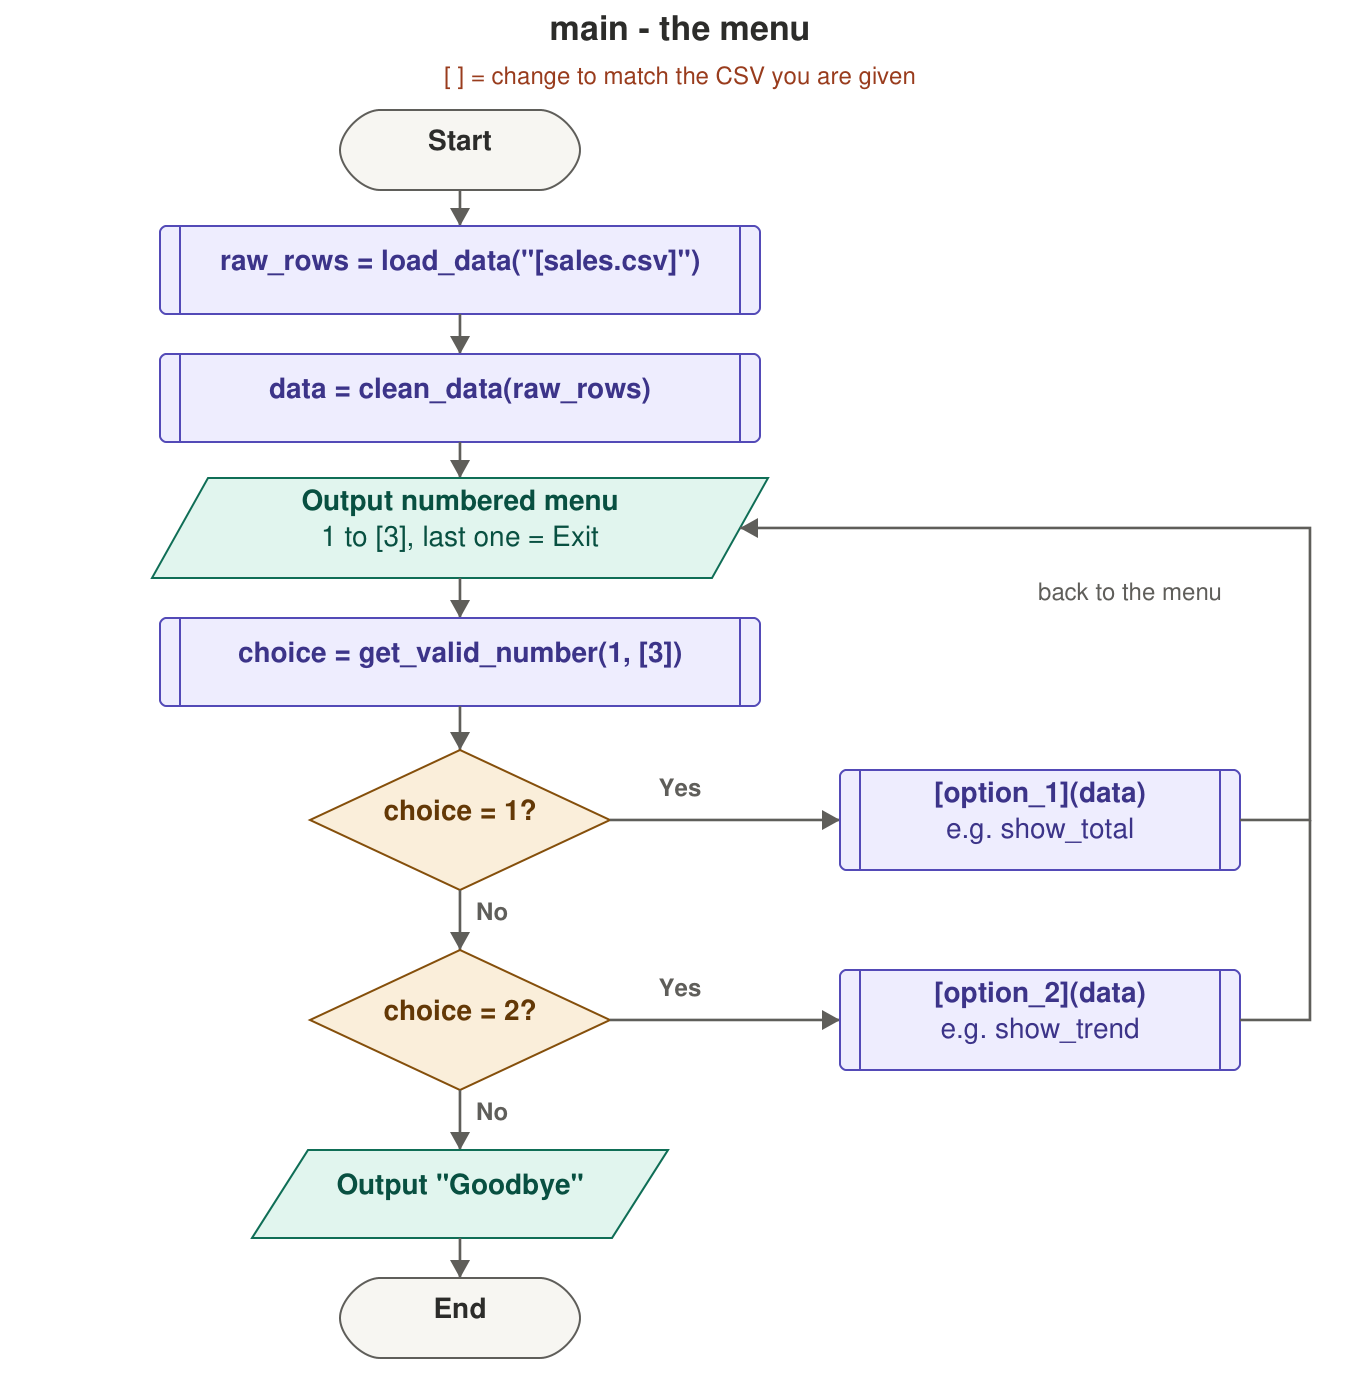 main - the menu
[ ] = change to match the CSV you are given
Start
raw_rows = load_data("[sales.csv]")
data = clean_data(raw_rows)
Output numbered menu
1 to [3], last one = Exit
back to the menu
choice = get_valid_number(1, [3])
choice = 1?
Yes
[option_1](data)
e.g. show_total
No
choice = 2?
Yes
[option_2](data)
e.g. show_trend
No
Output "Goodbye"
End